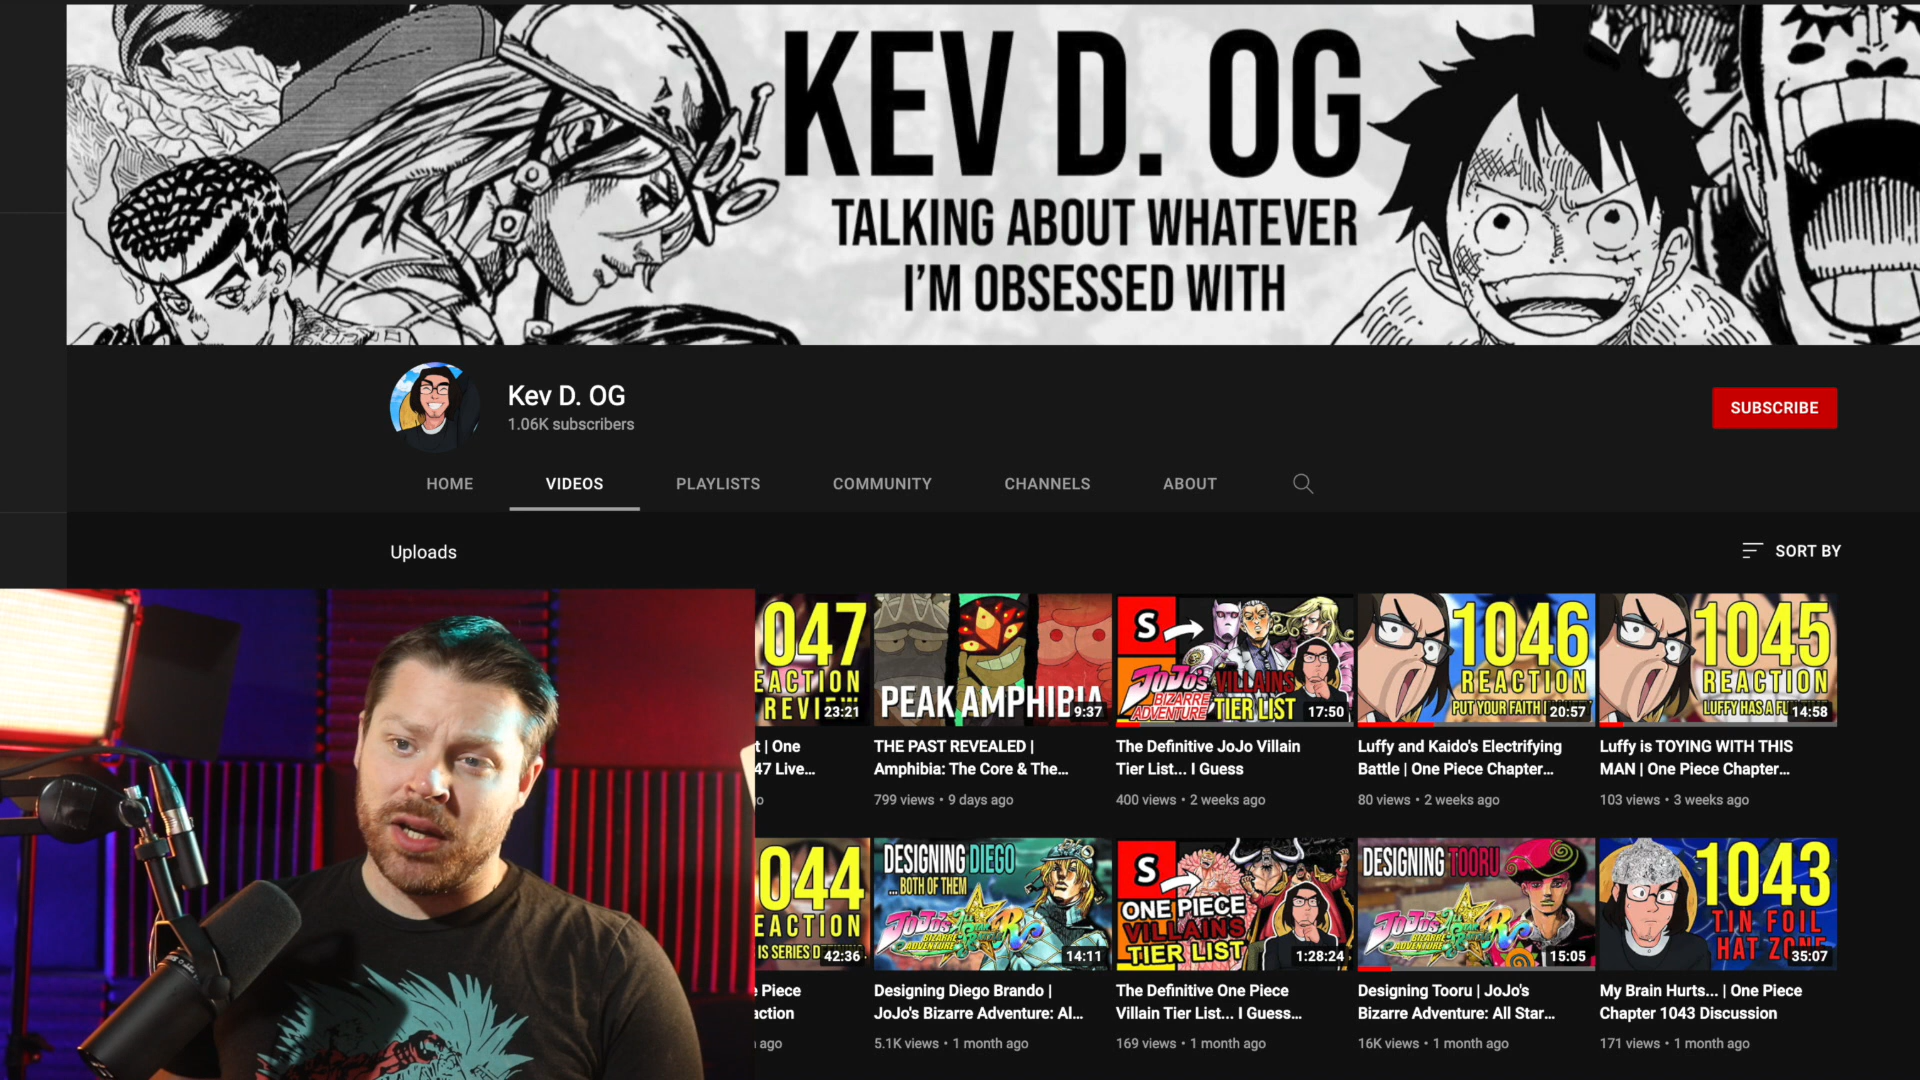 KEV D. OG
TALKING ABOUT WHATEVER
I'M OBSESSED WITH
Kev D. OG
1.06K subscribers
SUBSCRIBE
HOME
VIDEOS
PLAYLISTS
COMMUNITY
CHANNELS
ABOUT
Uploads
SORT BY
047
EACTION
REVI
23:21
PEAK AMPHIBIA
9:37
S
JOJO'S
BIZARRE
ADVENTURE
VILLAINS
TIER LIST
17:50
1046
REACTION
PUT YOUR FAITH I
20:57
1045
REACTION
LUFFY HAS A FU
14:58
t | One
47 Live...
o
THE PAST REVEALED |
Amphibia: The Core & The...
799 views • 9 days ago
The Definitive JoJo Villain
Tier List... I Guess
400 views • 2 weeks ago
Luffy and Kaido's Electrifying
Battle | One Piece Chapter...
80 views • 2 weeks ago
Luffy is TOYING WITH THIS
MAN | One Piece Chapter...
103 views • 3 weeks ago
044
EACTION
IS SERIES D
42:36
DESIGNING DIEGO
... BOTH OF THEM
JOJO'S
BIZARRE
ADVENTURE
R
14:11
S
ONE PIECE
VILLAINS
TIER LIST
1:28:24
DESIGNING TOORU
JOJO'S
BIZARRE
ADVENTURE
R
15:05
1043
TIN FOIL
HAT ZONE
35:07
e Piece
action
ago
Designing Diego Brando |
JoJo's Bizarre Adventure: Al...
5.1K views • 1 month ago
The Definitive One Piece
Villain Tier List... I Guess...
169 views • 1 month ago
Designing Tooru | JoJo's
Bizarre Adventure: All Star...
16K views • 1 month ago
My Brain Hurts... | One Piece
Chapter 1043 Discussion
171 views • 1 month ago